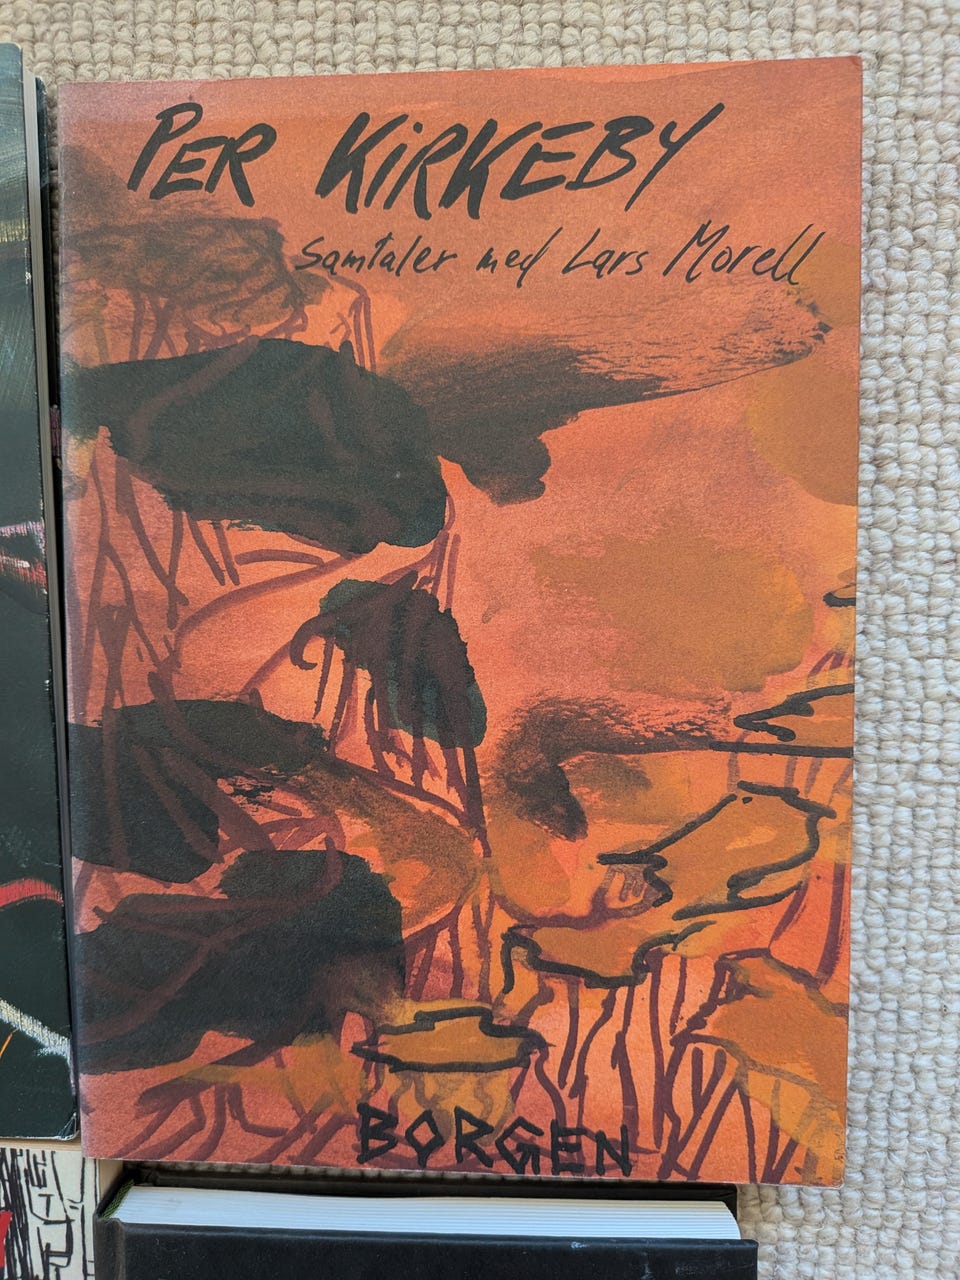 PER KiRKEBY
Samtaler med Lars Morell
BORGEN